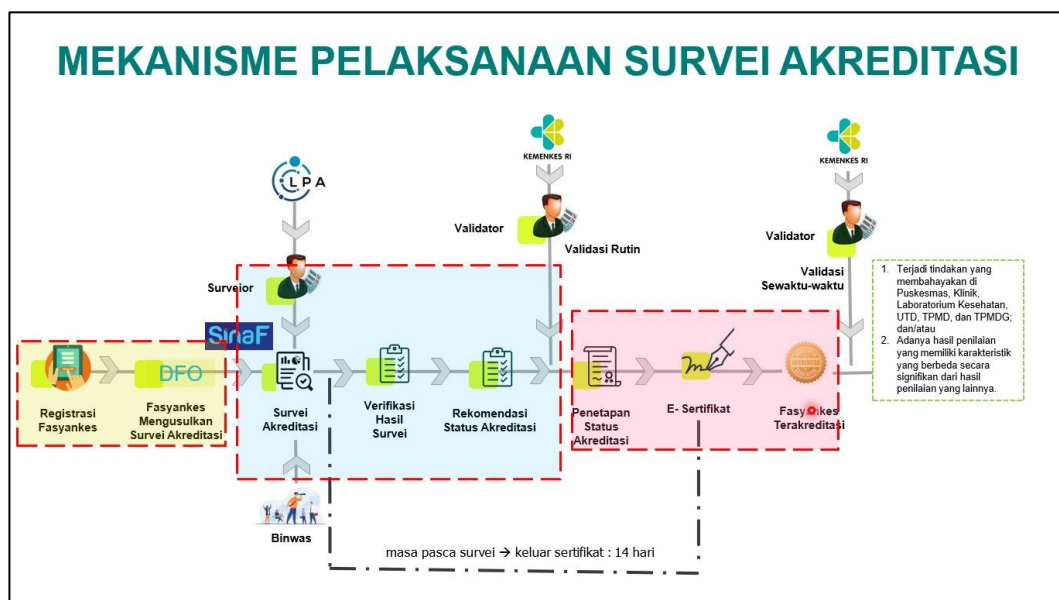 MEKANISME PELAKSANAAN SURVEI AKREDITASI
LPA
KEMENKES RI
KEMENKES RI
Surveior
Validator
Validasi Rutin
Validator
Validasi
Sewaktu-waktu
SinaF
DFO
Registrasi
Fasyankes
Fasyankes
Mengusulkan
Survei Akreditasi
Survei
Akreditasi
Verifikasi
Hasil
Survei
Rekomendasi
Status Akreditasi
Penetapan
Status
Akreditasi
E- Sertifikat
Fasyankes
Terakreditasi
1. Terjadi tindakan yang
membahayakan di
Puskesmas, Klinik,
Laboratorium Kesehatan,
UTD, TPMD, dan TPMDG;
dan/atau
2. Adanya hasil penilaian
yang memiliki karakteristik
yang berbeda secara
signifikan dari hasil
penilaian yang lainnya.
Binwas
masa pasca survei → keluar sertifikat : 14 hari